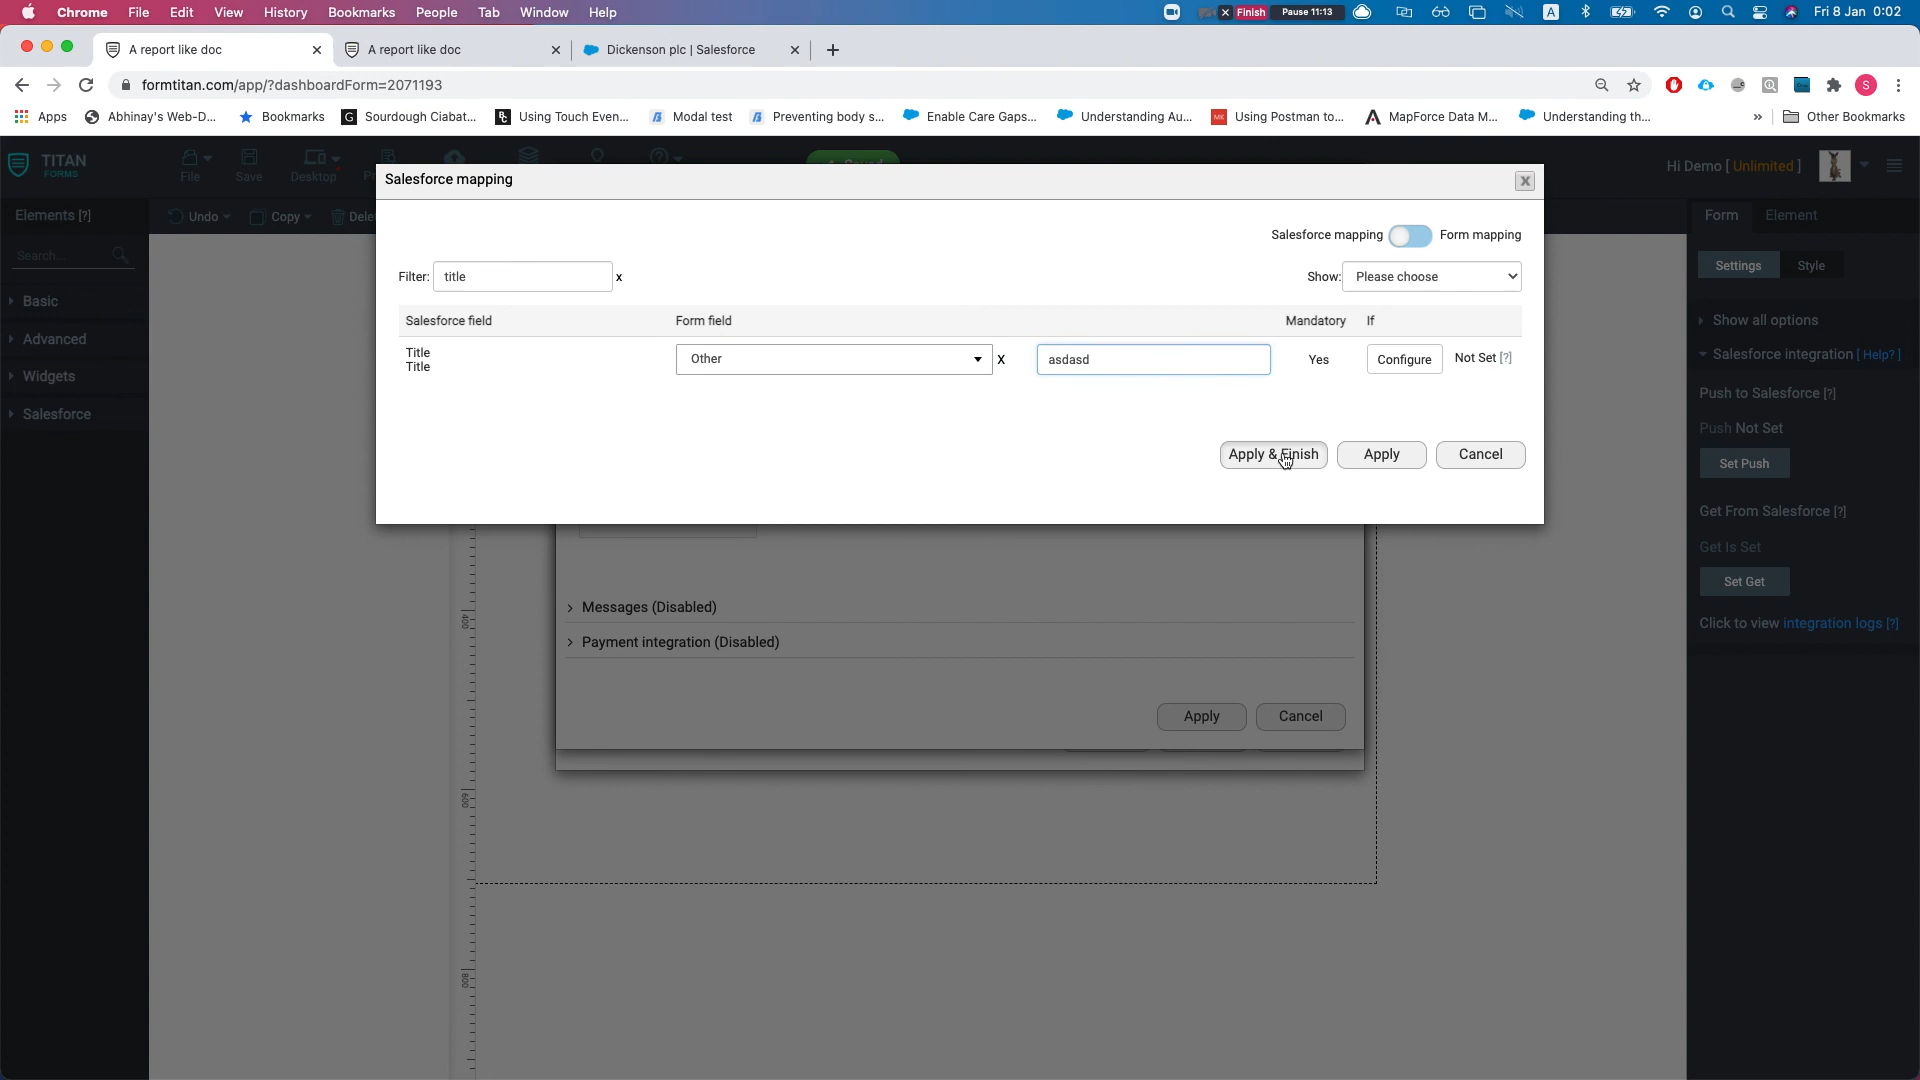 Chrome File Edit View History Bookmarks People Tab Window Help Finish Pause 11:13 A Fri 8 Jan 0:02
A report like doc A report like doc Dickenson plc | Salesforce
formtitan.com/app/?dashboardForm=2071193
Apps Abhinay's Web-D... Bookmarks Sourdough Ciabat... Using Touch Even... Modal test Preventing body s... Enable Care Gaps... Understanding Au... Using Postman to... MapForce Data M... Understanding th... » Other Bookmarks
TITAN
FORMS
File Save Desktop
Saved
Hi Demo [ Unlimited ]
Elements [?]
Undo Copy Delet
Form Element
Search...
Settings Style
Basic
Advanced
Widgets
Salesforce
Salesforce mapping
X
Salesforce mapping Form mapping
Filter: title x
Show: Please choose
Salesforce field Form field Mandatory If
Title
Title
Other X asdasd Yes Configure Not Set [?]
Apply & Finish Apply Cancel
Messages (Disabled)
Payment integration (Disabled)
Apply Cancel
400
600
800
Show all options
Salesforce integration [ Help? ]
Push to Salesforce [?]
Push Not Set
Set Push
Get From Salesforce [?]
Get Is Set
Set Get
Click to view integration logs [?]